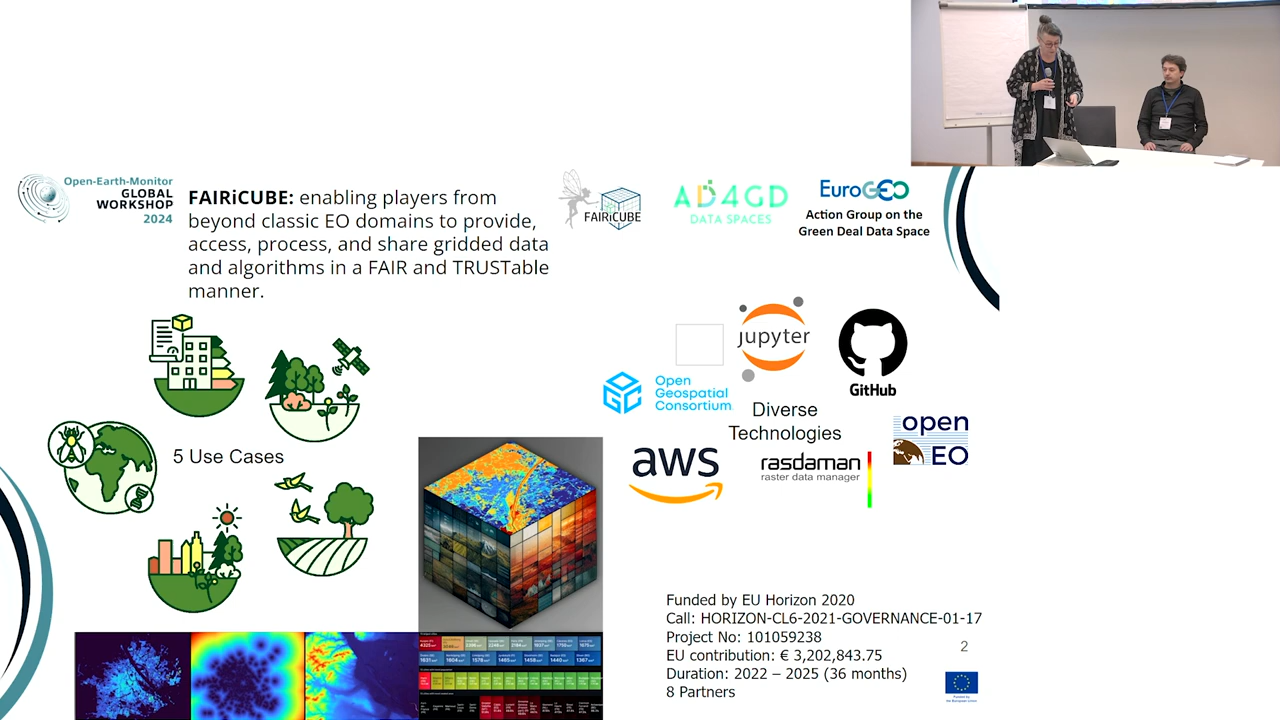 Open-Earth-Monitor
GLOBAL
WORKSHOP
2024
FAIRiCUBE: enabling players from
beyond classic EO domains to provide,
access, process, and share gridded data
and algorithms in a FAIR and TRUSTable
manner.
FAIRiCUBE
AD4GD
DATA SPACES
EuroGEO
Action Group on the
Green Deal Data Space
5 Use Cases
jupyter
GitHub
Open
Geospatial
Consortium
Diverse
Technologies
open
EO
aws
rasdaman
raster data manager
Funded by EU Horizon 2020
Call: HORIZON-CL6-2021-GOVERNANCE-01-17
Project No: 101059238
EU contribution: € 3,202,843.75
Duration: 2022 – 2025 (36 months)
8 Partners
2